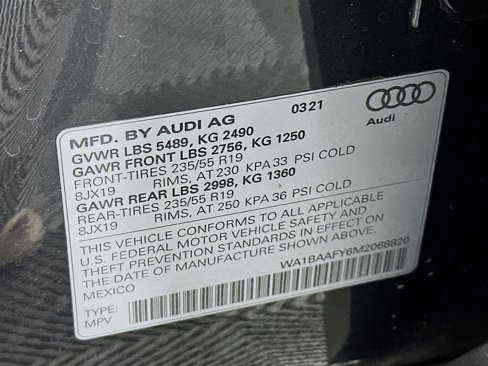 03 21
Audi
MFD. BY AUDI AG
GVWR LBS 5489, KG 2490
GAWR FRONT LBS 2756, KG 1250
FRONT-TIRES 235/55 R19
8JX19 RIMS, AT 230 KPA 33 PSI COLD
GAWR REAR LBS 2998, KG 1360
REAR-TIRES 235/55 R19
8JX19 RIMS, AT 250 KPA 36 PSI COLD
THIS VEHICLE CONFORMS TO ALL APPLICABLE
U.S. FEDERAL MOTOR VEHICLE SAFETY AND
THEFT PREVENTION STANDARDS IN EFFECT ON
THE DATE OF MANUFACTURE SHOWN ABOVE.
MEXICO
WA1BAAFY6M2068820
TYPE:
MPV